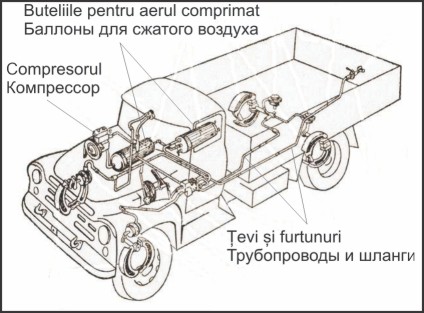 Buteliile pentru aerul comprimat
Баллоны для сжатого воздуха
Compresorul
Компрессор
Țevi și furtunuri
Трубопроводы и шланги